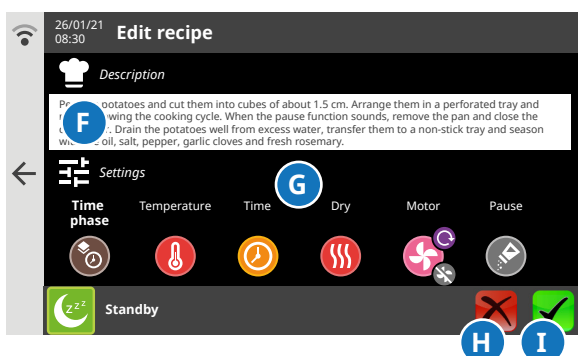 26/01/21
08:30
Edit recipe
Description
potatoes and cut them into cubes of about 1.5 cm. Arrange them in a perforated tray and
the cooking cycle. When the pause function sounds, remove the pan and close the
Drain the potatoes well from excess water, transfer them to a non-stick tray and season
oil, salt, pepper, garlic cloves and fresh rosemary.
F
Settings
G
Time
phase
Temperature
Time
Dry
Motor
Pause
zzz
Standby
H
I